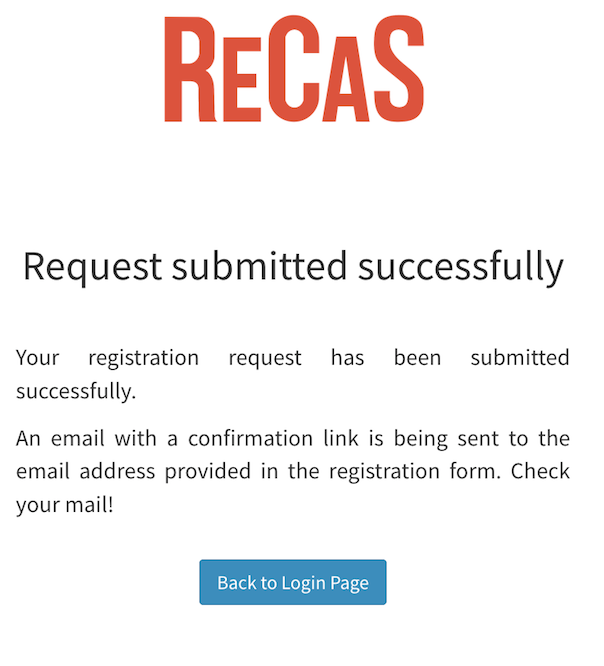 ReCaS
Request submitted successfully
Your registration request has been submitted
successfully.
An email with a confirmation link is being sent to the
email address provided in the registration form. Check
your mail!
Back to Login Page